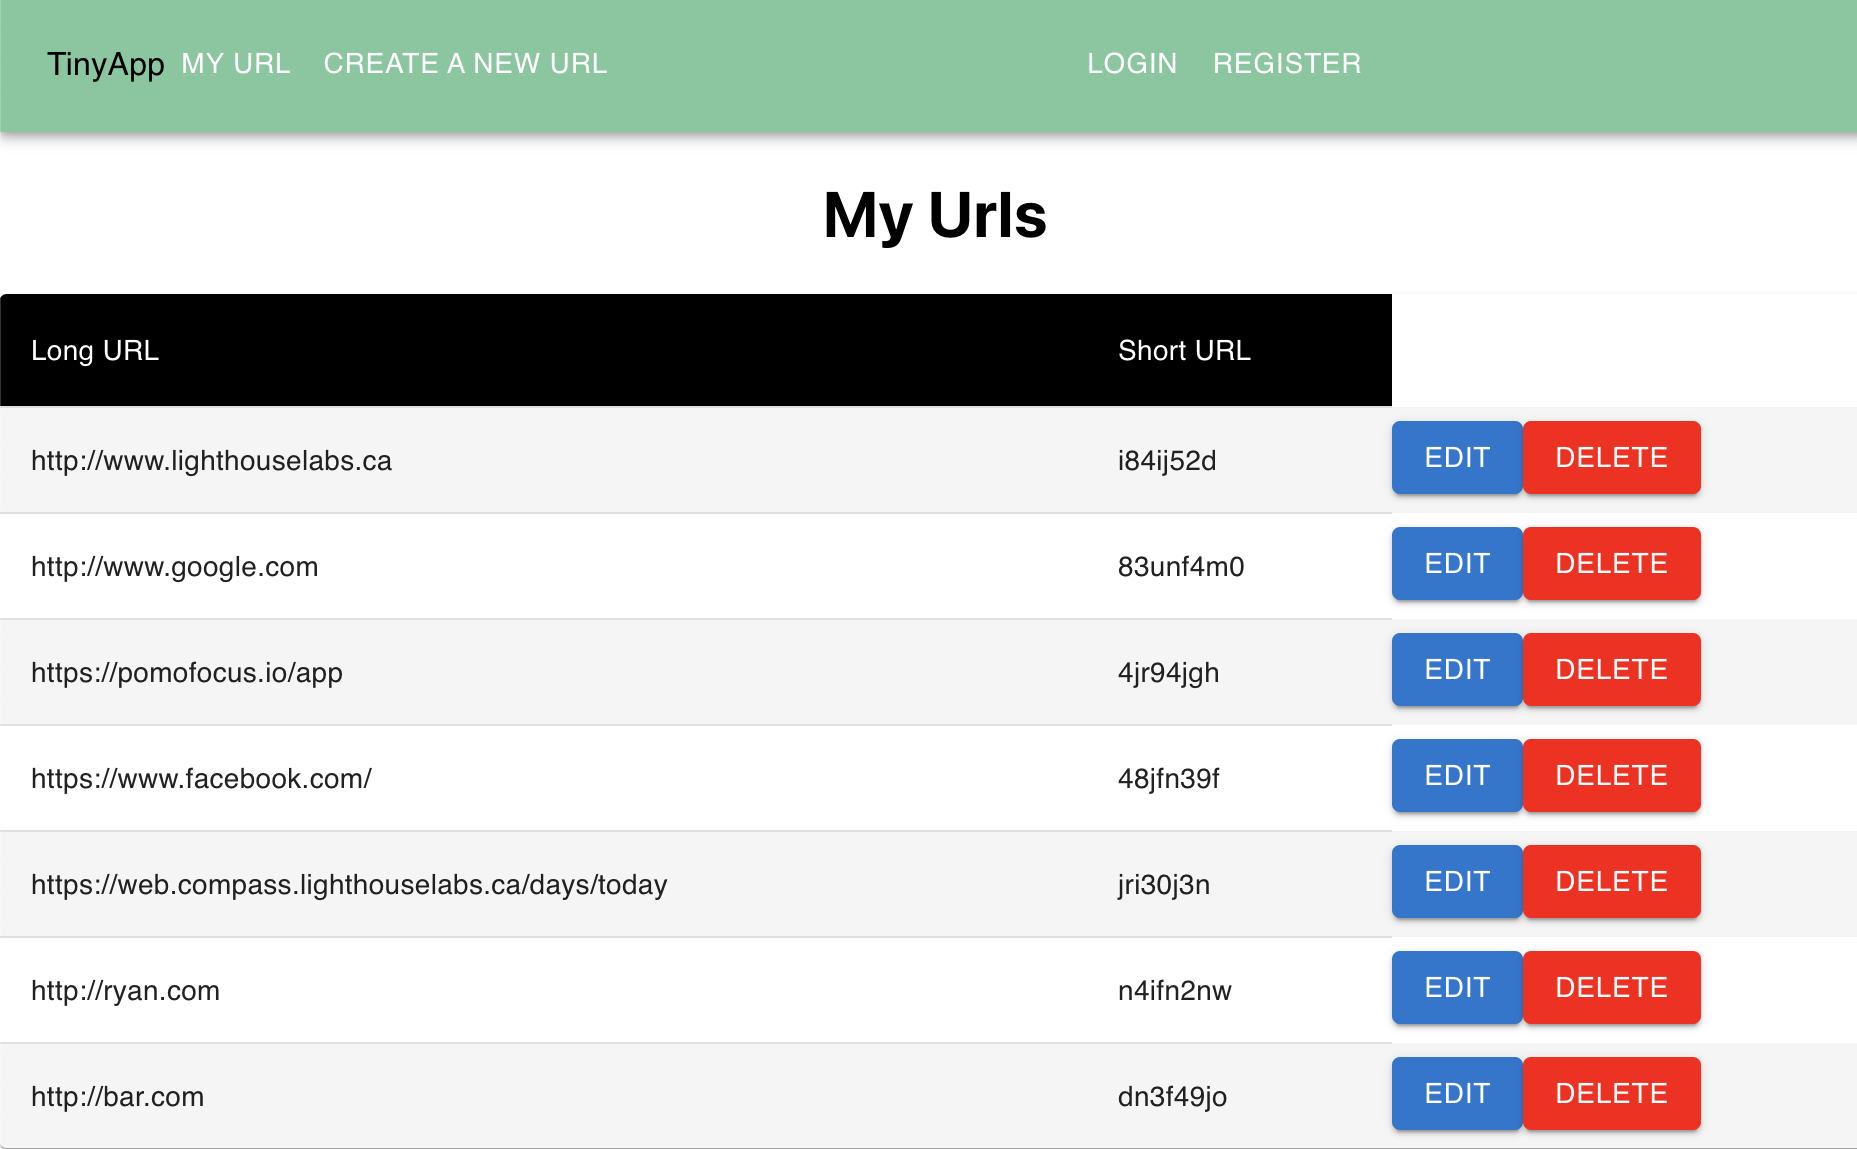 TinyApp MY URL CREATE A NEW URL LOGIN REGISTER
My Urls
Long URL Short URL
http://www.lighthouselabs.ca i84ij52d EDIT DELETE
http://www.google.com 83unf4m0 EDIT DELETE
https://pomofocus.io/app 4jr94jgh EDIT DELETE
https://www.facebook.com/ 48jfn39f EDIT DELETE
https://web.compass.lighthouselabs.ca/days/today jri30j3n EDIT DELETE
http://ryan.com n4ifn2nw EDIT DELETE
http://bar.com dn3f49jo EDIT DELETE